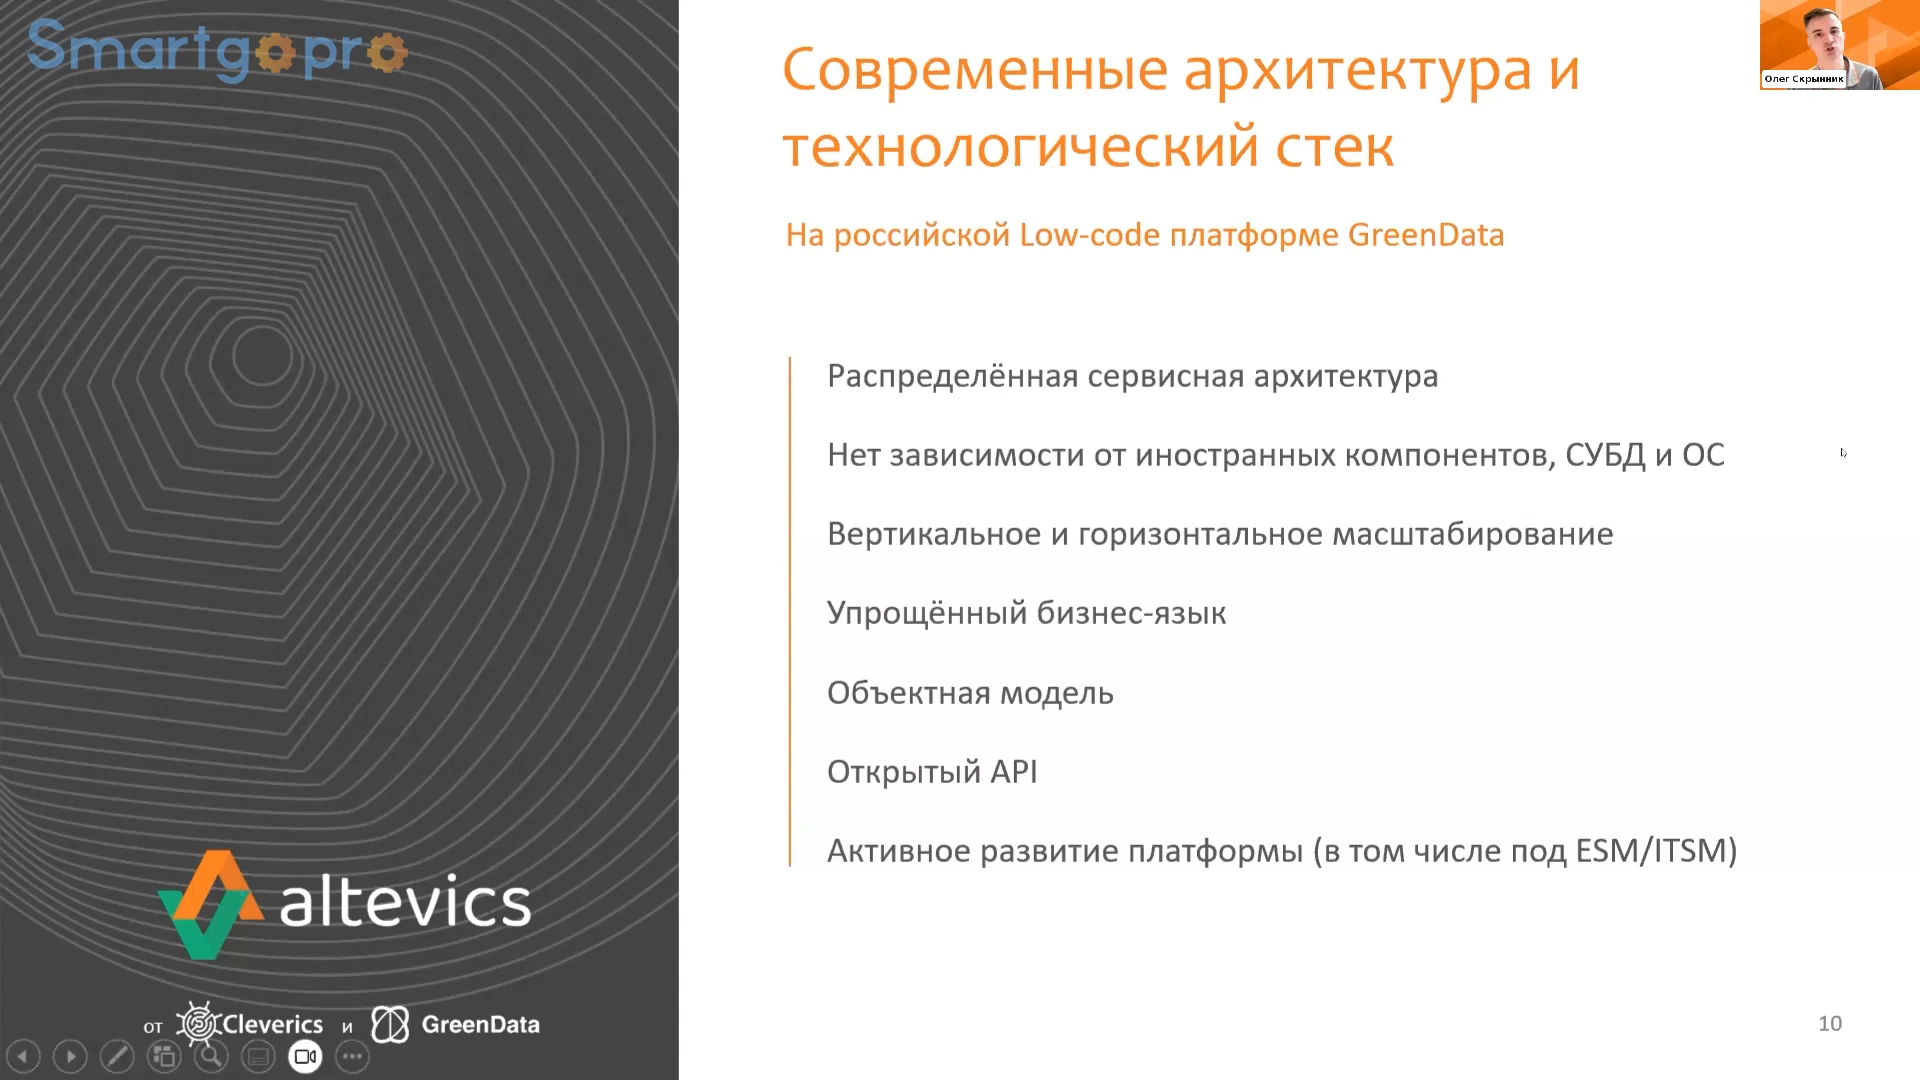 Smartgopro
Современные архитектура и
технологический стек
Олег Скрынник
На российской Low-code платформе GreenData
Распределённая сервисная архитектура
Нет зависимости от иностранных компонентов, СУБД и ОС
Вертикальное и горизонтальное масштабирование
Упрощённый бизнес-язык
Объектная модель
Открытый API
Активное развитие платформы (в том числе под ESM/ITSM)
altevics
от Cleverics и GreenData
10